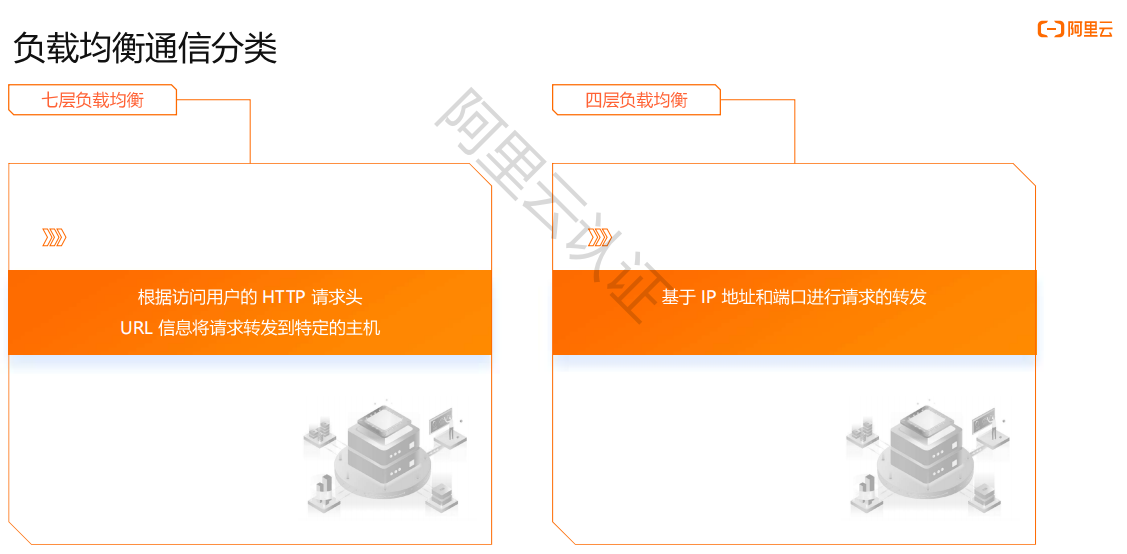 负载均衡通信分类
阿里云
七层负载均衡
根据访问用户的 HTTP 请求头
URL 信息将请求转发到特定的主机
四层负载均衡
基于 IP 地址和端口进行请求的转发
阿里云认证